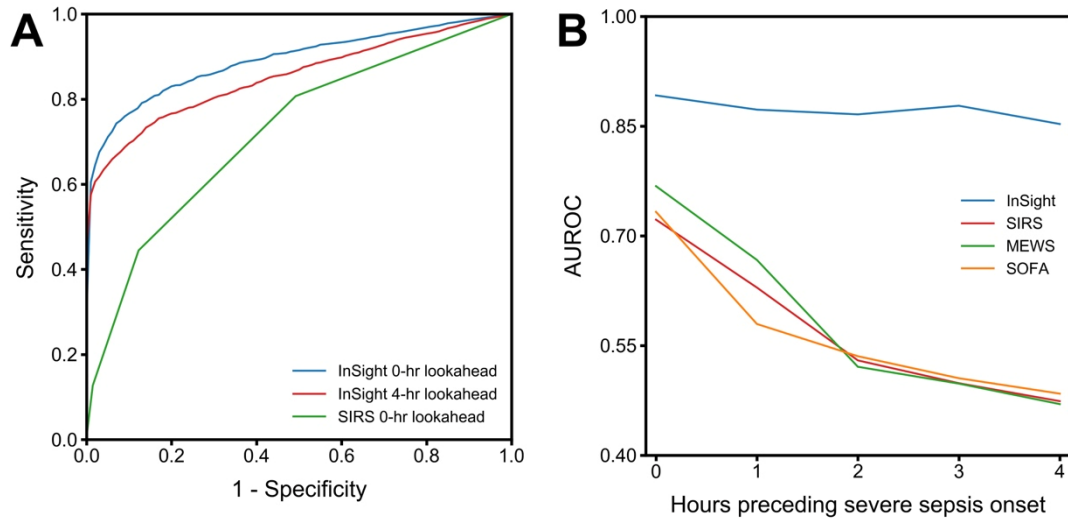 A
Sensitivity
1.0
0.8
0.6
0.4
0.2
0.0
InSight 0-hr lookahead
InSight 4-hr lookahead
SIRS 0-hr lookahead
0.0 0.2 0.4 0.6 0.8 1.0
1 - Specificity
B
AUROC
1.00
0.85
0.70
0.55
0.40
InSight
SIRS
MEWS
SOFA
0 1 2 3 4
Hours preceding severe sepsis onset